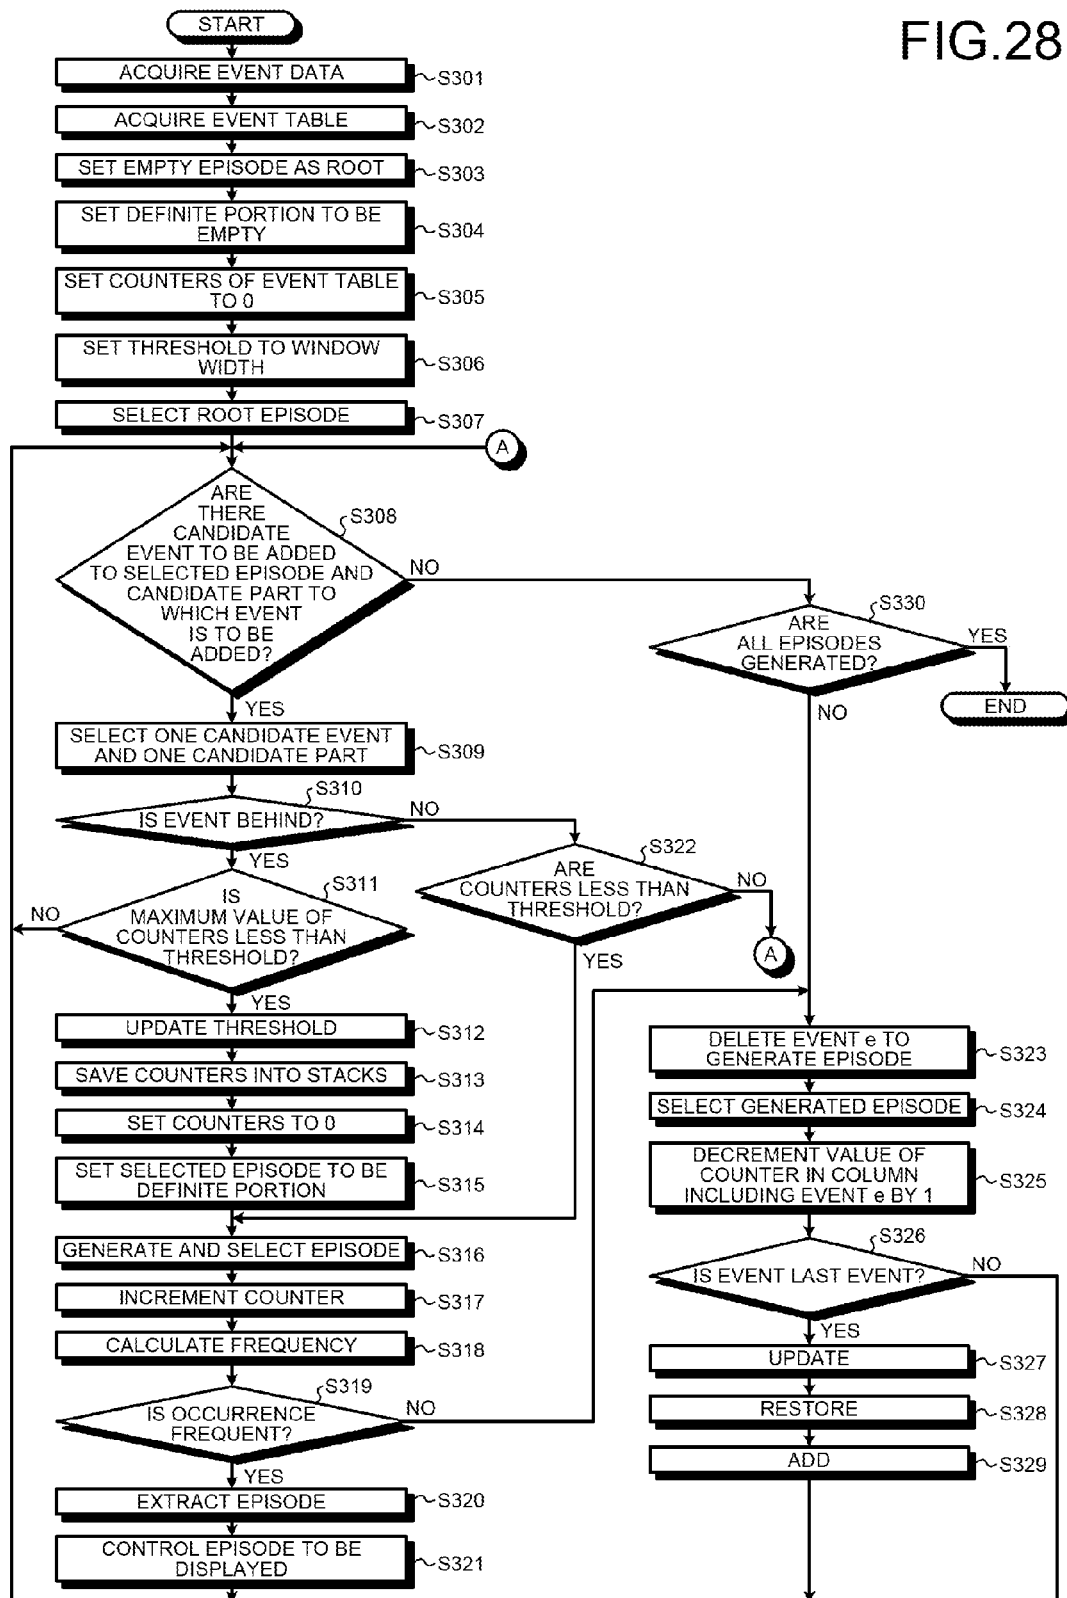 FIG.28
START
ACQUIRE EVENT DATA
S301
ACQUIRE EVENT TABLE
S302
SET EMPTY EPISODE AS ROOT
S303
SET DEFINITE PORTION TO BE
EMPTY
S304
SET COUNTERS OF EVENT TABLE
TO 0
S305
SET THRESHOLD TO WINDOW
WIDTH
S306
SELECT ROOT EPISODE
S307
A
ARE
THERE
CANDIDATE
EVENT TO BE ADDED
TO SELECTED EPISODE AND
CANDIDATE PART TO
WHICH EVENT
IS TO BE
ADDED?
S308
NO
YES
SELECT ONE CANDIDATE EVENT
AND ONE CANDIDATE PART
S309
IS EVENT BEHIND?
S310
NO
YES
IS
MAXIMUM VALUE OF
COUNTERS LESS THAN
THRESHOLD?
S311
NO
YES
UPDATE THRESHOLD
S312
SAVE COUNTERS INTO STACKS
S313
SET COUNTERS TO 0
S314
SET SELECTED EPISODE TO BE
DEFINITE PORTION
S315
GENERATE AND SELECT EPISODE
S316
INCREMENT COUNTER
S317
CALCULATE FREQUENCY
S318
IS OCCURRENCE
FREQUENT?
S319
NO
YES
EXTRACT EPISODE
S320
CONTROL EPISODE TO BE
DISPLAYED
S321
ARE
COUNTERS LESS THAN
THRESHOLD?
S322
NO
A
YES
ARE
ALL EPISODES
GENERATED?
S330
YES
END
NO
DELETE EVENT e TO
GENERATE EPISODE
S323
SELECT GENERATED EPISODE
S324
DECREMENT VALUE OF
COUNTER IN COLUMN
INCLUDING EVENT e BY 1
S325
IS EVENT LAST EVENT?
S326
NO
YES
UPDATE
S327
RESTORE
S328
ADD
S329